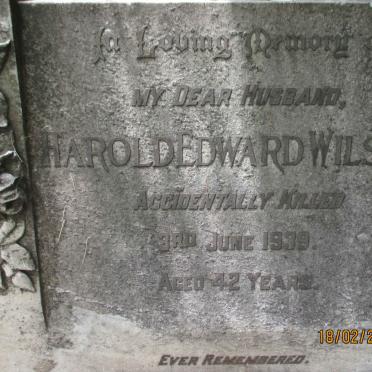 In Loving Memory
My Dear Husband,
Harold Edward Wils
Accidentally Killed
3rd June 1939.
Aged 42 Years.
Ever Remembered.
18/02/2